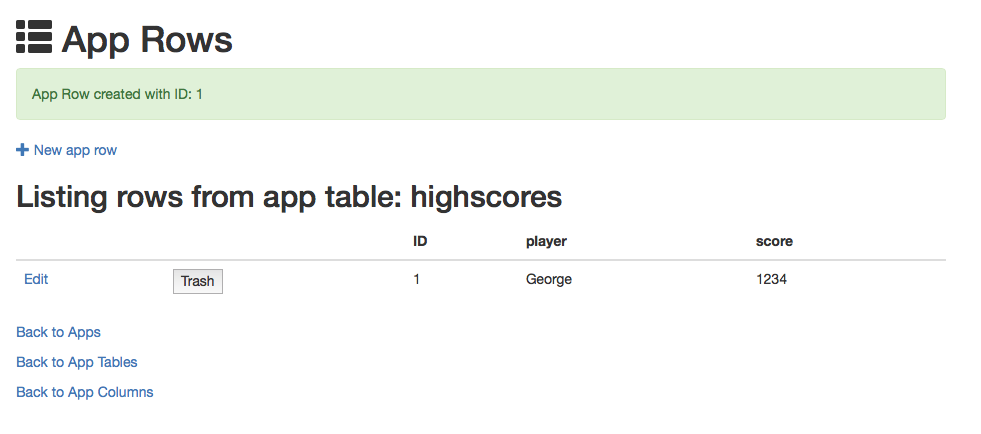 App Rows
App Row created with ID: 1
New app row
Listing rows from app table: highscores
ID player score
Edit Trash 1 George 1234
Back to Apps
Back to App Tables
Back to App Columns